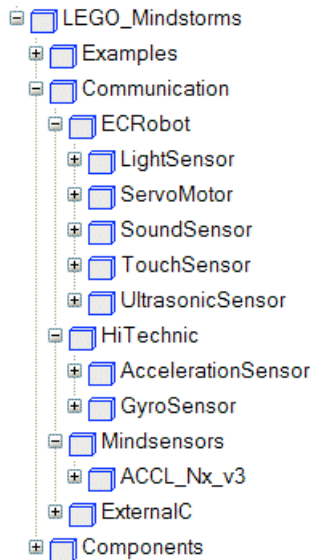 LEGO_Mindstorms
Examples
Communication
ECRobot
LightSensor
ServoMotor
SoundSensor
TouchSensor
UltrasonicSensor
HiTechnic
AccelerationSensor
GyroSensor
Mindsensors
ACCL_Nx_v3
ExternalC
Components